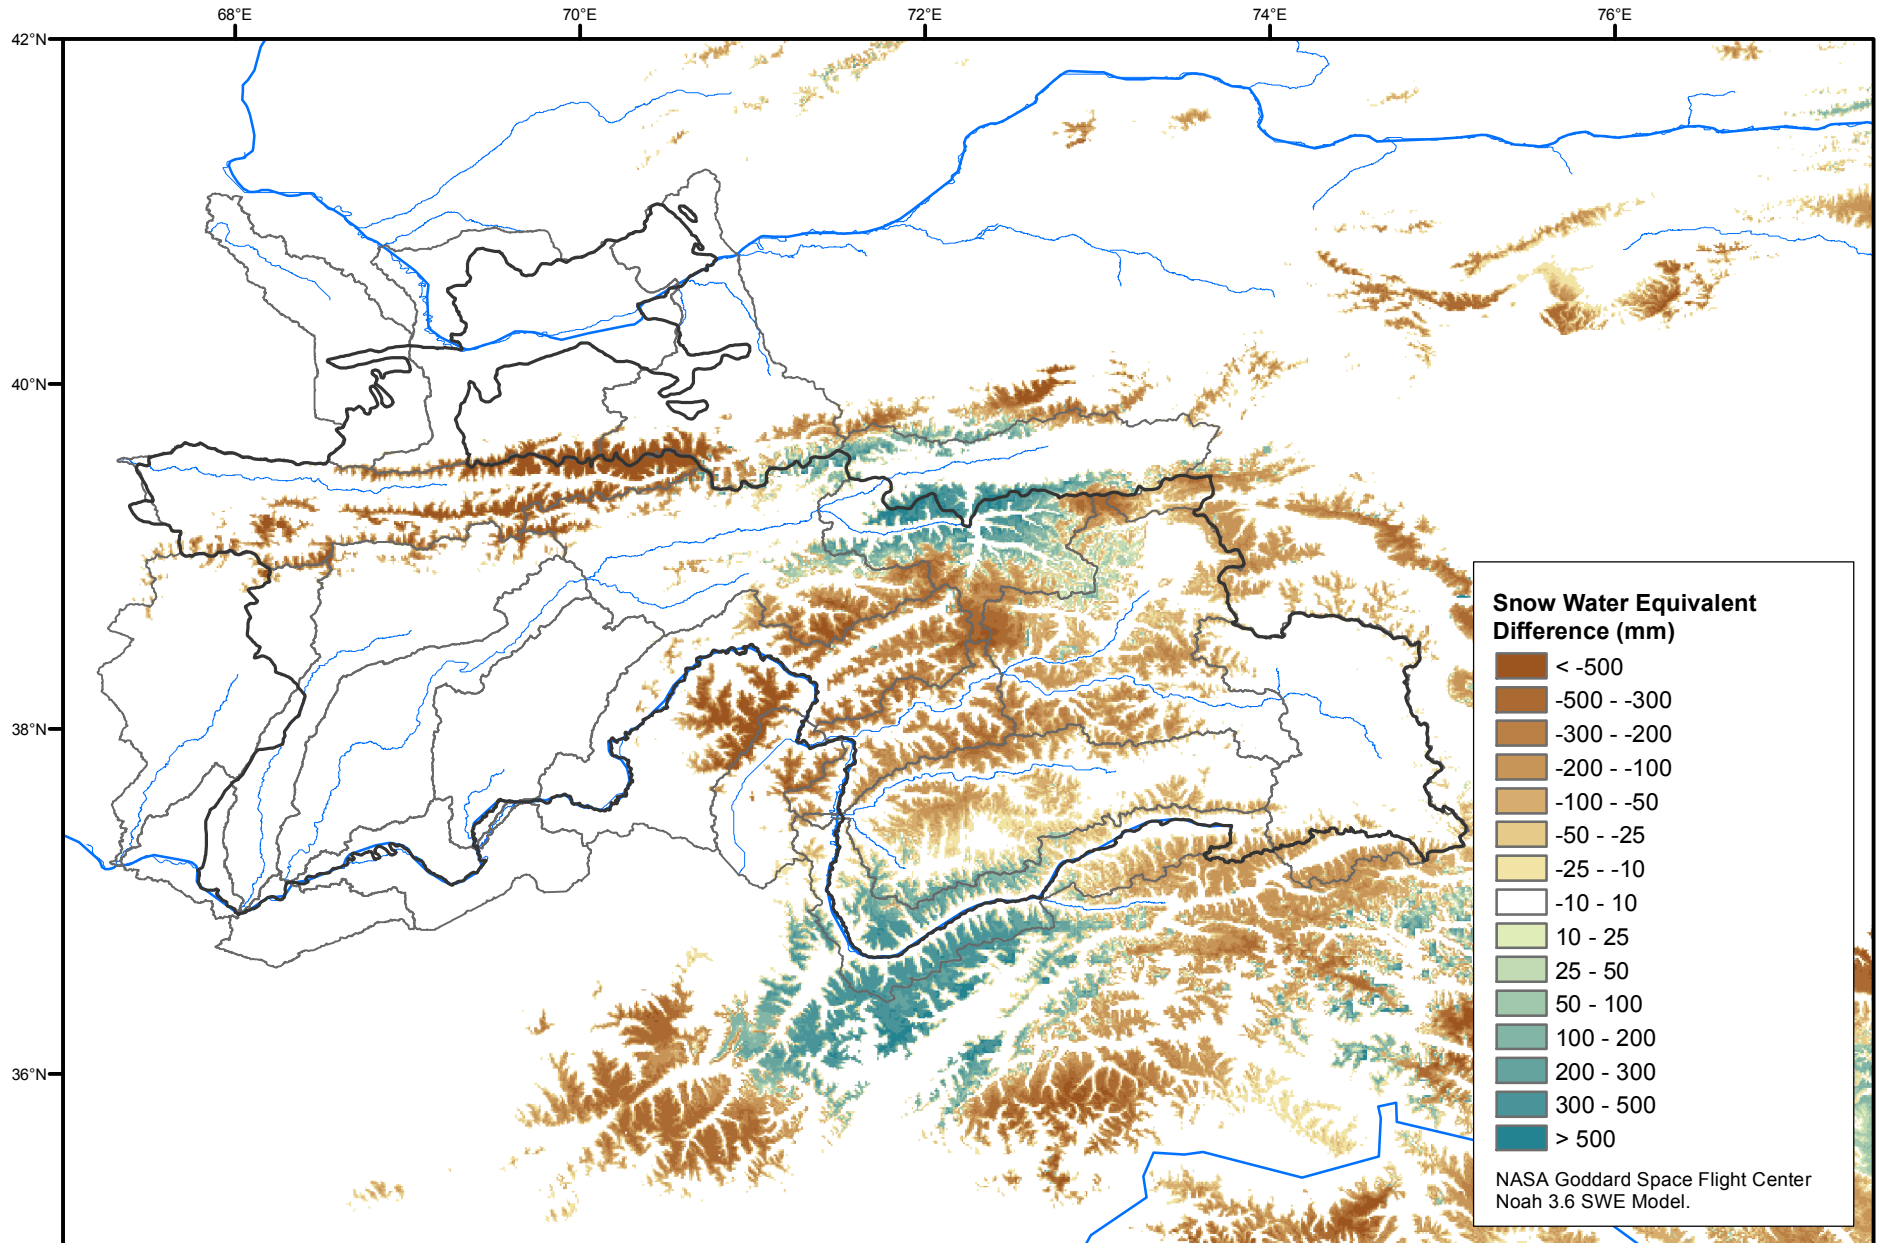 68°E 70°E 72°E 74°E 76°E
42°N
40°N
38°N
36°N
Snow Water Equivalent
Difference (mm)
< -500
-500 - -300
-300 - -200
-200 - -100
-100 - -50
-50 - -25
-25 - -10
-10 - 10
10 - 25
25 - 50
50 - 100
100 - 200
200 - 300
300 - 500
> 500
NASA Goddard Space Flight Center
Noah 3.6 SWE Model.